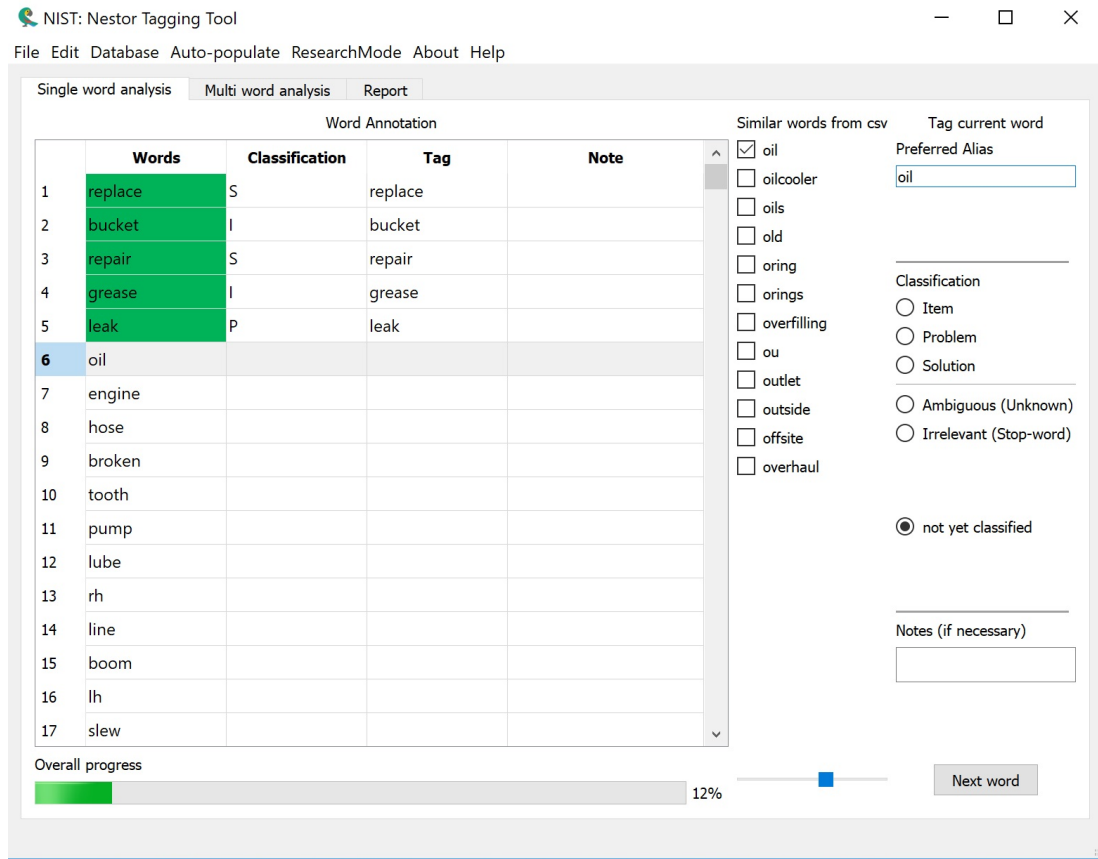 NIST: Nestor Tagging Tool
File Edit Database Auto-populate ResearchMode About Help
Single word analysis Multi word analysis Report
Word Annotation
Words Classification Tag Note
1 replace S replace
2 bucket I bucket
3 repair S repair
4 grease I grease
5 leak P leak
6 oil
7 engine
8 hose
9 broken
10 tooth
11 pump
12 lube
13 rh
14 line
15 boom
16 lh
17 slew
Overall progress
12%
Similar words from csv
oil
oilcooler
oils
old
oring
orings
overfilling
ou
outlet
outside
offsite
overhaul
Tag current word
Preferred Alias
oil
Classification
Item
Problem
Solution
Ambiguous (Unknown)
Irrelevant (Stop-word)
not yet classified
Notes (if necessary)
Next word